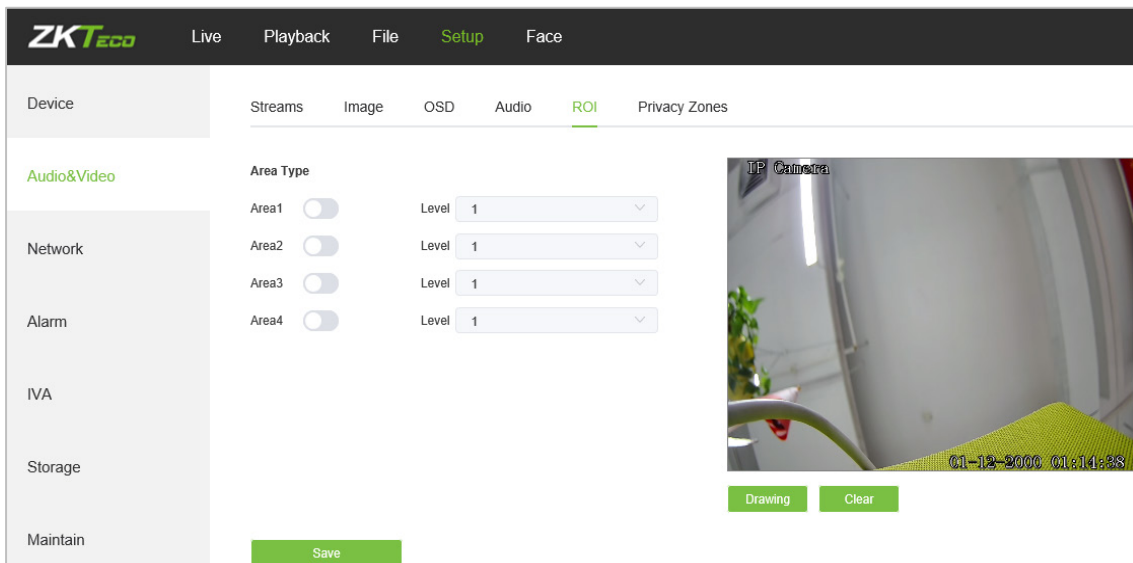 ZKTeco Live Playback File Setup Face
Device
Audio&Video
Network
Alarm
IVA
Storage
Maintain
Streams Image OSD Audio ROI Privacy Zones
Area Type
Area1 Level 1
Area2 Level 1
Area3 Level 1
Area4 Level 1
Save
IP Camera
01-12-2000 01:14:38
Drawing Clear